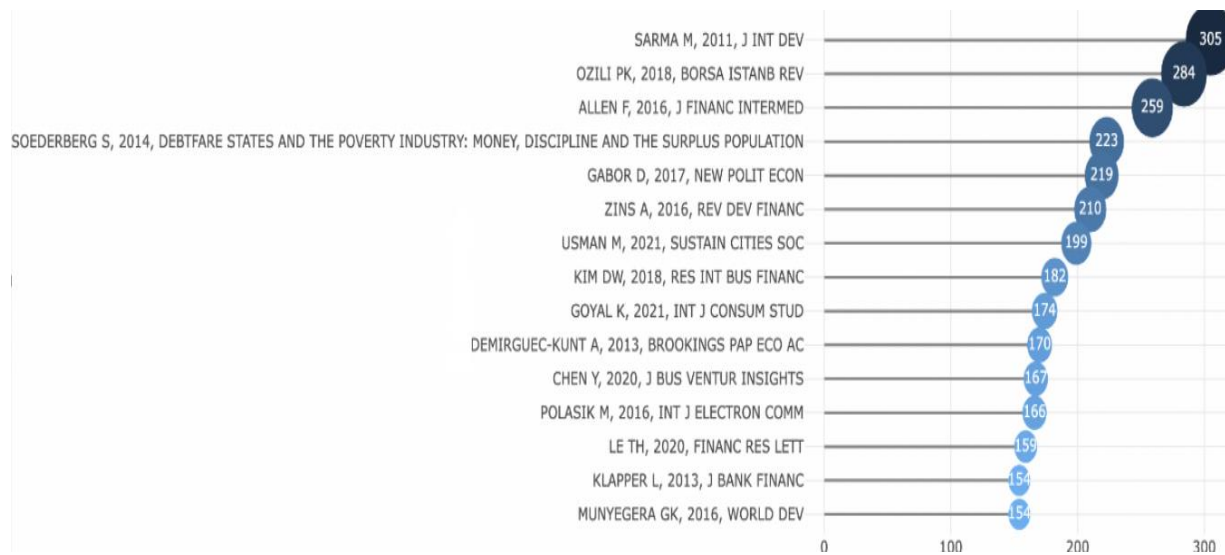 SARMA M, 2011, J INT DEV 305
OZILI PK, 2018, BORSA ISTANB REV 284
ALLEN F, 2016, J FINANC INTERMED 259
SOEDERBERG S, 2014, DEBTFARE STATES AND THE POVERTY INDUSTRY: MONEY, DISCIPLINE AND THE SURPLUS POPULATION 223
GABOR D, 2017, NEW POLIT ECON 219
ZINS A, 2016, REV DEV FINANC 210
USMAN M, 2021, SUSTAIN CITIES SOC 199
KIM DW, 2018, RES INT BUS FINANC 182
GOYAL K, 2021, INT J CONSUM STUD 174
DEMIRGUEC-KUNT A, 2013, BROOKINGS PAP ECO AC 170
CHEN Y, 2020, J BUS VENTUR INSIGHTS 167
POLASIK M, 2016, INT J ELECTRON COMM 166
LE TH, 2020, FINANC RES LETT 159
KLAPPER L, 2013, J BANK FINANC 154
MUNYEGERA GK, 2016, WORLD DEV 154
0 100 200 300